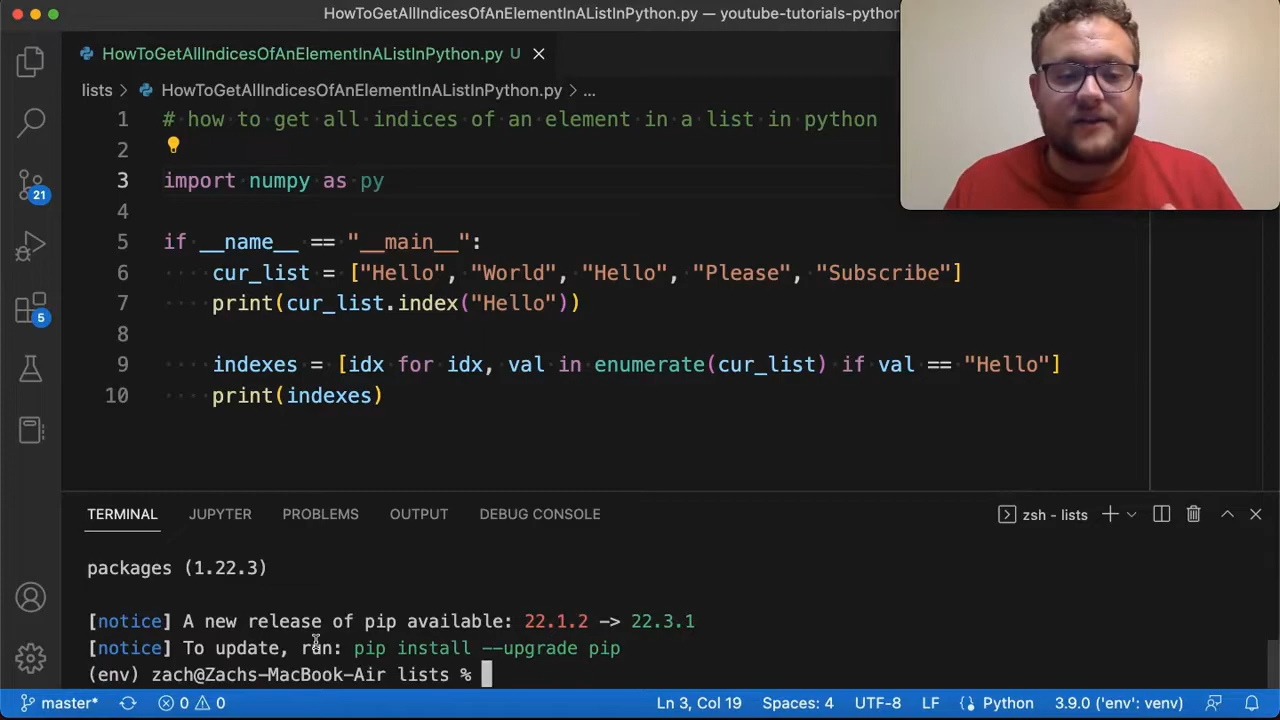 HowToGetAllIndicesOfAnElementInAListInPython.py — youtube-tutorials-python
HowToGetAllIndicesOfAnElementInAListInPython.py U
lists > HowToGetAllIndicesOfAnElementInAListInPython.py > ...
1 # how to get all indices of an element in a list in python
2
3 import numpy as py
4
5 if __name__ == "__main__":
6 cur_list = ["Hello", "World", "Hello", "Please", "Subscribe"]
7 print(cur_list.index("Hello"))
8
9 indexes = [idx for idx, val in enumerate(cur_list) if val == "Hello"]
10 print(indexes)
21
5
TERMINAL JUPYTER PROBLEMS OUTPUT DEBUG CONSOLE zsh - lists
packages (1.22.3)
[notice] A new release of pip available: 22.1.2 -> 22.3.1
[notice] To update, run: pip install --upgrade pip
(env) zach@Zachs-MacBook-Air lists %
master* 0 0 Ln 3, Col 19 Spaces: 4 UTF-8 LF Python 3.9.0 ('env': venv)